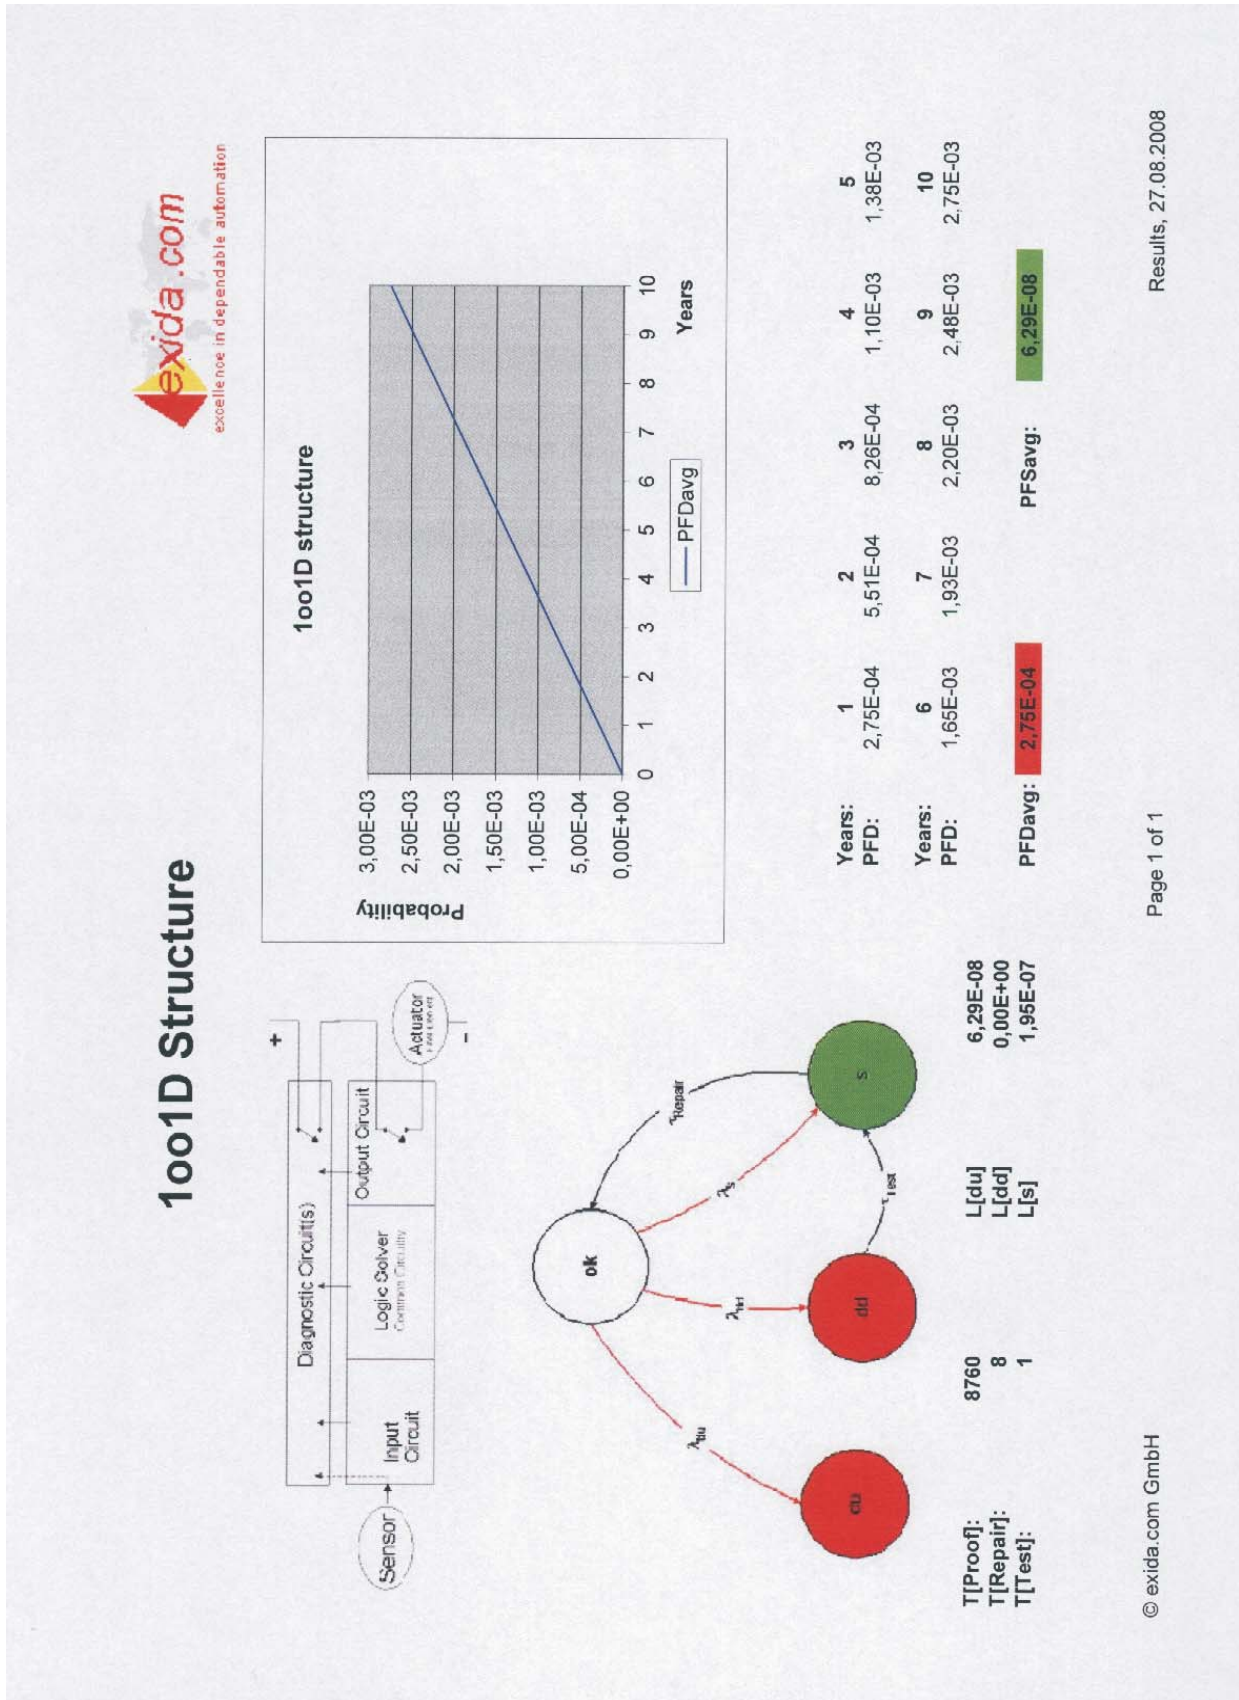 1oo1D Structure
exida.com
excellence in dependable automation
+
Diagnostic Circuit(s)
Sensor
Input
Circuit
Logic Solver
Common Circuitry
Output Circuit
Actuator
−
ok
λdu
λdd
λs
τRepair
τTest
du
dd
s
T[Proof]: 8760 L[du] 6,29E-08
T[Repair]: 8 L[dd] 0,00E+00
T[Test]: 1 L[s] 1,95E-07
1oo1D structure
Probability
3,00E-03
2,50E-03
2,00E-03
1,50E-03
1,00E-03
5,00E-04
0,00E+00
0 1 2 3 4 5 6 7 8 9 10
Years
PFDavg
Years: 1 2 3 4 5
PFD: 2,75E-04 5,51E-04 8,26E-04 1,10E-03 1,38E-03
Years: 6 7 8 9 10
PFD: 1,65E-03 1,93E-03 2,20E-03 2,48E-03 2,75E-03
PFDavg: 2,75E-04 PFSavg: 6,29E-08
© exida.com GmbH Page 1 of 1 Results, 27.08.2008